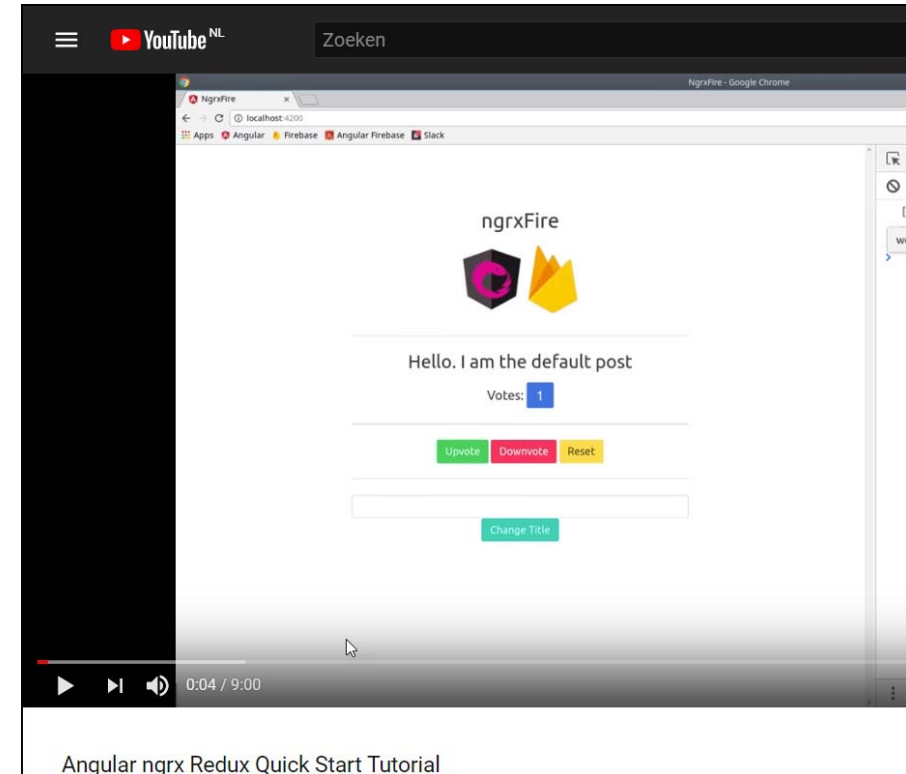 YouTube NL
Zoeken
NgrxFire - Google Chrome
NgrxFire
localhost:4200
Apps Angular Firebase Angular Firebase Slack
ngrxFire
Hello. I am the default post
Votes: 1
Upvote Downvote Reset
Change Title
0:04 / 9:00
Angular ngrx Redux Quick Start Tutorial